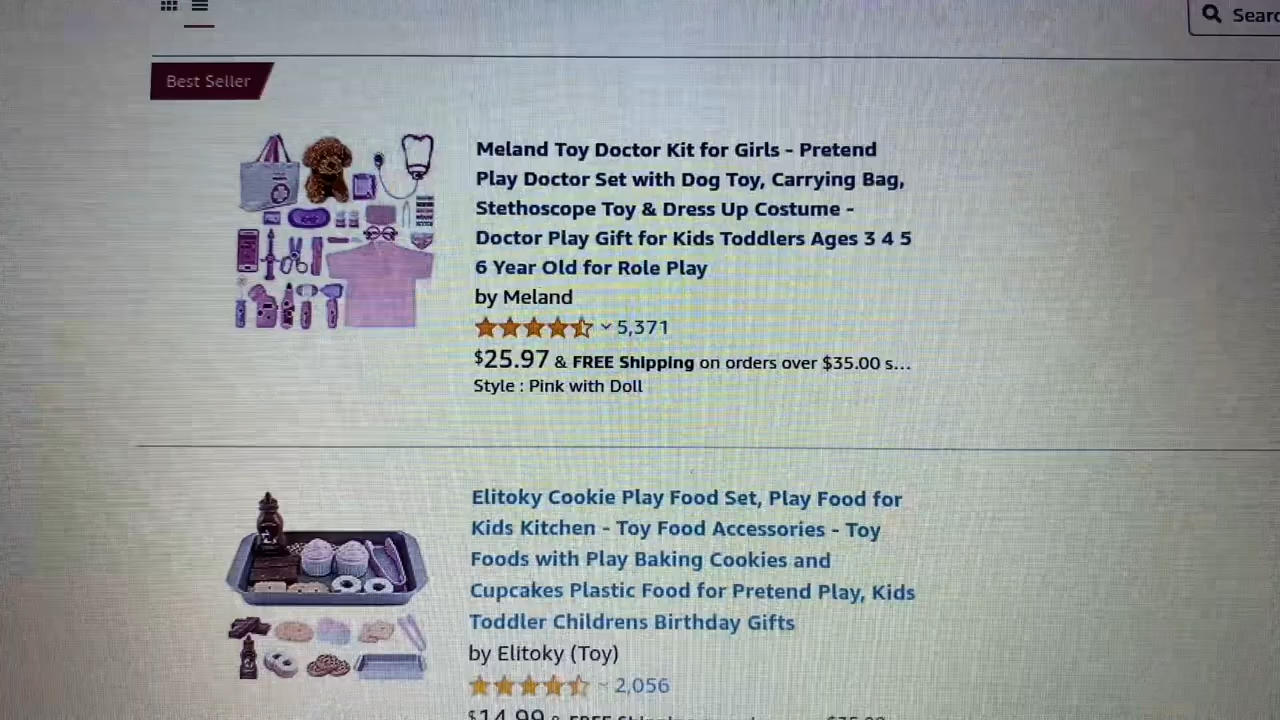 Sear
Best Seller
Meland Toy Doctor Kit for Girls - Pretend
Play Doctor Set with Dog Toy, Carrying Bag,
Stethoscope Toy & Dress Up Costume -
Doctor Play Gift for Kids Toddlers Ages 3 4 5
6 Year Old for Role Play
by Meland
5,371
$25.97 & FREE Shipping on orders over $35.00 s...
Style : Pink with Doll
Elitoky Cookie Play Food Set, Play Food for
Kids Kitchen - Toy Food Accessories - Toy
Foods with Play Baking Cookies and
Cupcakes Plastic Food for Pretend Play, Kids
Toddler Childrens Birthday Gifts
by Elitoky (Toy)
2,056
$14.99 & FREE